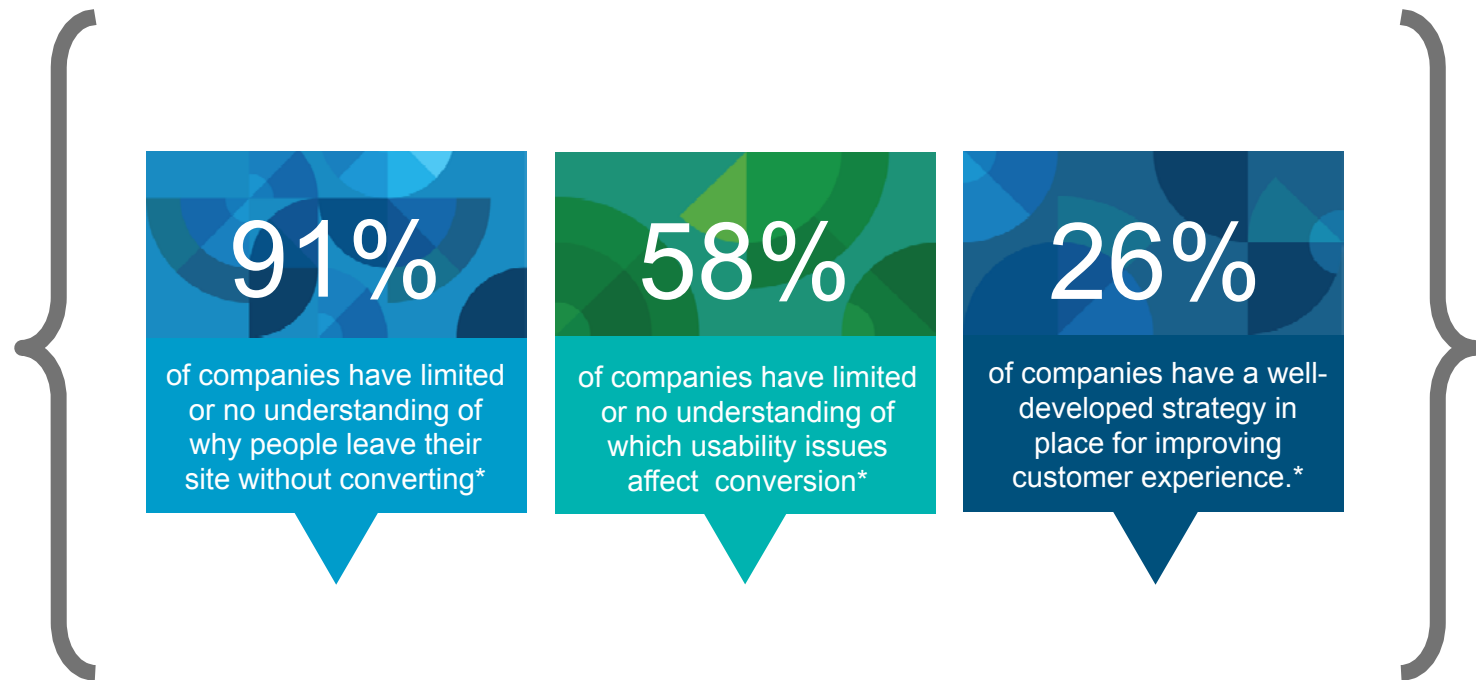 91%
of companies have limited
or no understanding of
why people leave their
site without converting*
58%
of companies have limited
or no understanding of
which usability issues
affect  conversion*
26%
of companies have a well-
developed strategy in
place for improving
customer experience.*